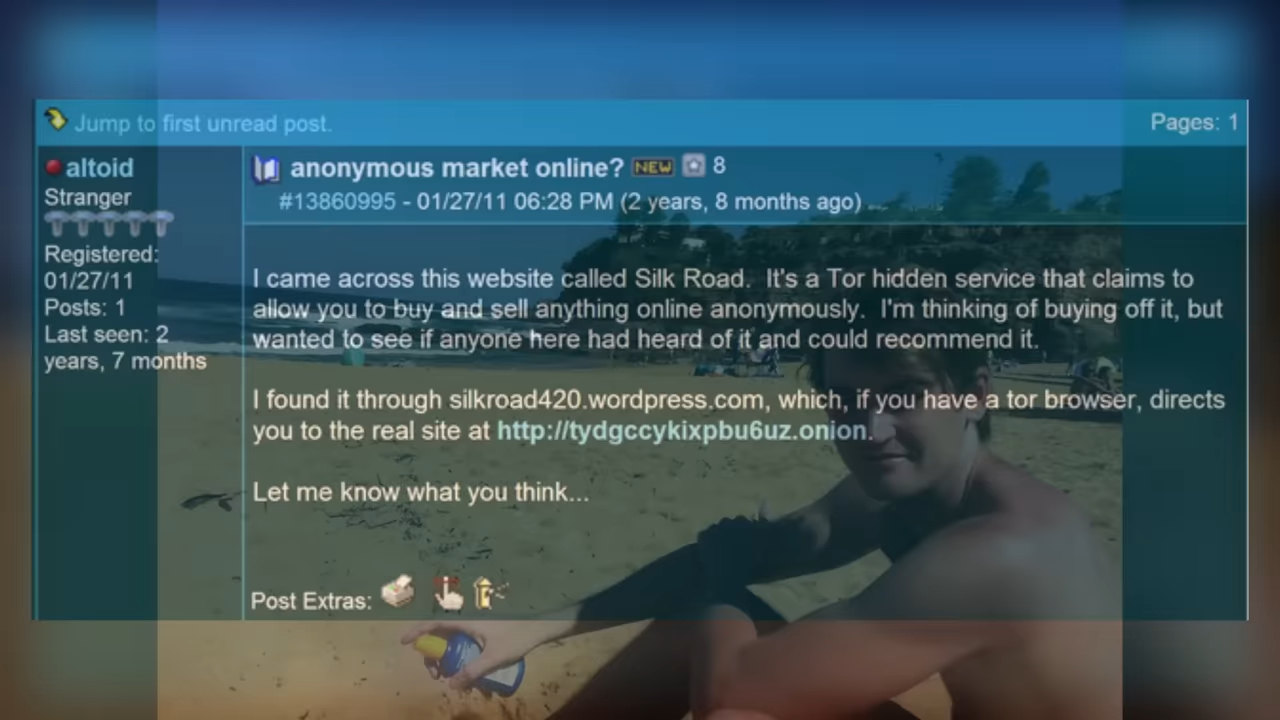 Jump to first unread post.
Pages: 1
altoid
Stranger
Registered:
01/27/11
Posts: 1
Last seen: 2
years, 7 months
anonymous market online? NEW 8
#13860995 - 01/27/11 06:28 PM (2 years, 8 months ago)
I came across this website called Silk Road. It's a Tor hidden service that claims to
allow you to buy and sell anything online anonymously. I'm thinking of buying off it, but
wanted to see if anyone here had heard of it and could recommend it.
I found it through silkroad420.wordpress.com, which, if you have a tor browser, directs
you to the real site at http://tydgccykixpbu6uz.onion.
Let me know what you think...
Post Extras: